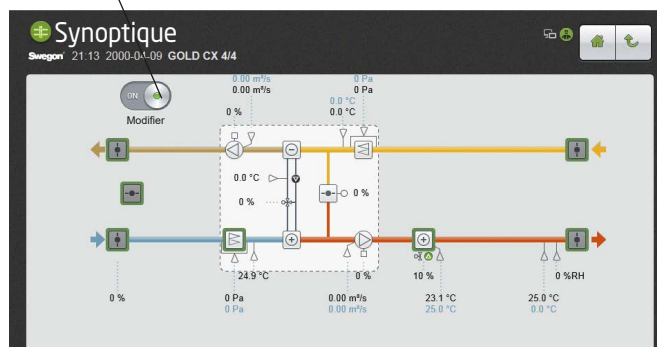 Synoptique
Swegon 21:13 2000-04-09 GOLD CX 4/4
ON
Modifier
0.00 m³/s
0.00 m³/s
0 Pa
0 Pa
0 %
0.0 °C
0.0 °C
0.0 °C
0 %
0 %
24.9 °C
0 %
10 %
0 %RH
0 %
0 Pa
0 Pa
0.00 m³/s
0.00 m³/s
23.1 °C
25.0 °C
25.0 °C
0.0 °C